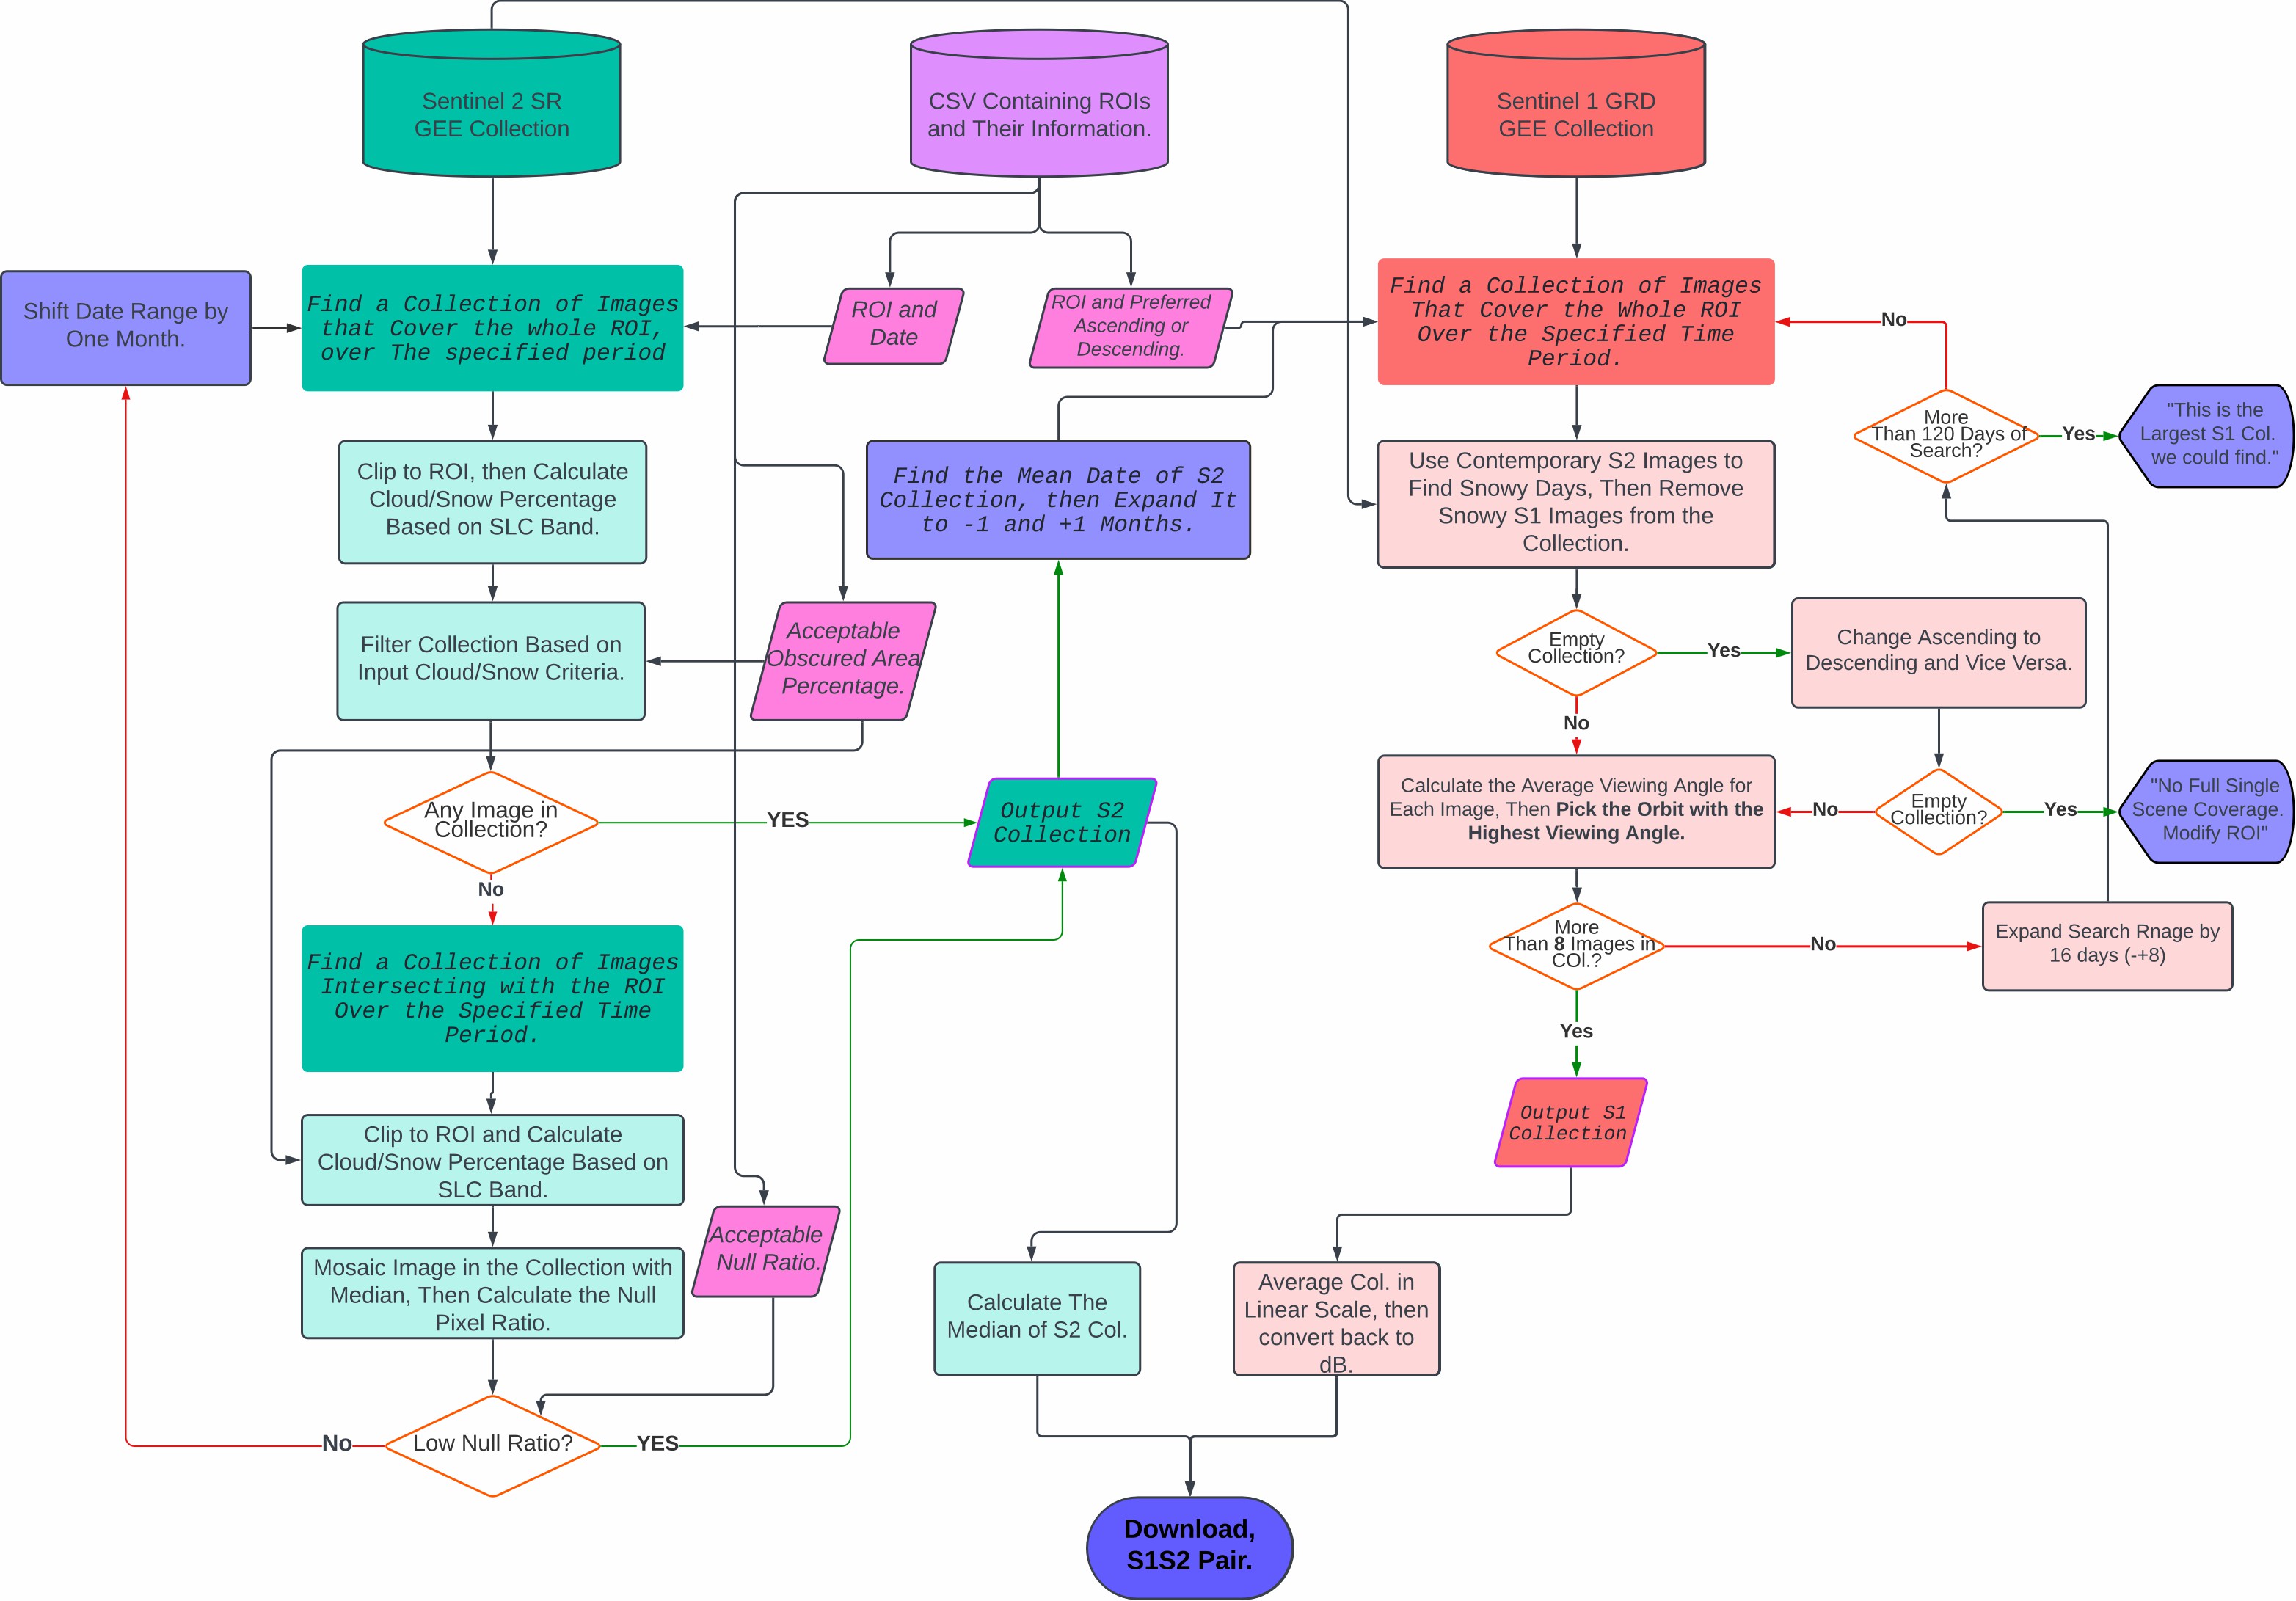 Sentinel 2 SR
GEE Collection
CSV Containing ROIs
and Their Information.
Sentinel 1 GRD
GEE Collection
Shift Date Range by
One Month.
Find a Collection of Images
that Cover the whole ROI,
over The specified period
ROI and
Date
ROI and Preferred
Ascending or
Descending.
Find a Collection of Images
That Cover the Whole ROI
Over the Specified Time
Period.
No
More
Than 120 Days of
Search?
Yes
"This is the
Largest S1 Col.
we could find."
Clip to ROI, then Calculate
Cloud/Snow Percentage
Based on SLC Band.
Find the Mean Date of S2
Collection, then Expand It
to -1 and +1 Months.
Use Contemporary S2 Images to
Find Snowy Days, Then Remove
Snowy S1 Images from the
Collection.
Filter Collection Based on
Input Cloud/Snow Criteria.
Acceptable
Obscured Area
Percentage.
Empty
Collection?
Yes
Change Ascending to
Descending and Vice Versa.
No
Any Image in
Collection?
YES
Output S2
Collection
Calculate the Average Viewing Angle for
Each Image, Then Pick the Orbit with the
Highest Viewing Angle.
No
Empty
Collection?
Yes
"No Full Single
Scene Coverage.
Modify ROI"
No
Find a Collection of Images
Intersecting with the ROI
Over the Specified Time
Period.
More
Than 8 Images in
COl.?
No
Expand Search Rnage by
16 days (-+8)
Yes
Output S1
Collection
Clip to ROI and Calculate
Cloud/Snow Percentage Based on
SLC Band.
Acceptable
Null Ratio.
Mosaic Image in the Collection with
Median, Then Calculate the Null
Pixel Ratio.
Calculate The
Median of S2 Col.
Average Col. in
Linear Scale, then
convert back to
dB.
No
Low Null Ratio?
YES
Download,
S1S2 Pair.